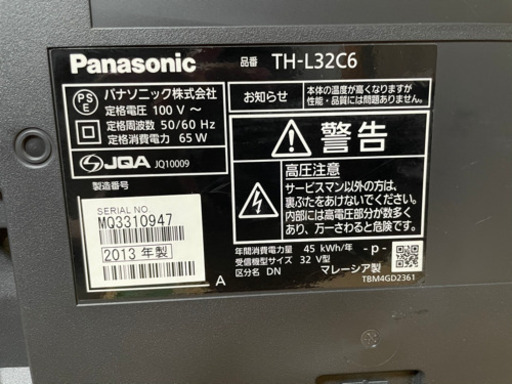 Panasonic
品番 TH-L32C6
PS
E
パナソニック株式会社
定格電圧 100 V ～
定格周波数 50/60 Hz
定格消費電力 65 W
JQA JQ10009
製造番号
SERIAL NO
MQ3310947
2013 年製
A
お知らせ
本体の温度が高くなりますが
性能・品質には問題ありません。
警告
高圧注意
サービスマン以外の方は、
裏ぶたをあけないでください。
内部には高電圧部分が数多く
あり、万一さわると危険です。
年間消費電力量 45 kWh/年
受信機型サイズ 32 V型
区分名 DN
-p-
マレーシア製
TBM4GD2361